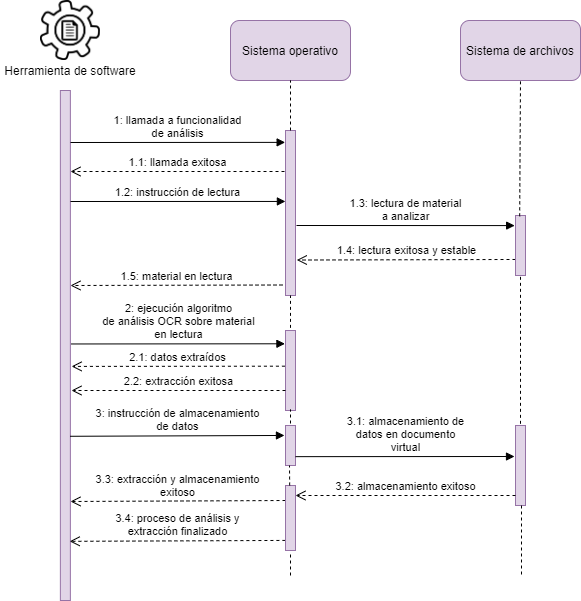 Herramienta de software
Sistema operativo
Sistema de archivos
1: llamada a funcionalidad
de análisis
1.1: llamada exitosa
1.2: instrucción de lectura
1.3: lectura de material
a analizar
1.4: lectura exitosa y estable
1.5: material en lectura
2: ejecución algoritmo
de análisis OCR sobre material
en lectura
2.1: datos extraídos
2.2: extracción exitosa
3: instrucción de almacenamiento
de datos
3.1: almacenamiento de
datos en documento
virtual
3.2: almacenamiento exitoso
3.3: extracción y almacenamiento
exitoso
3.4: proceso de análisis y
extracción finalizado